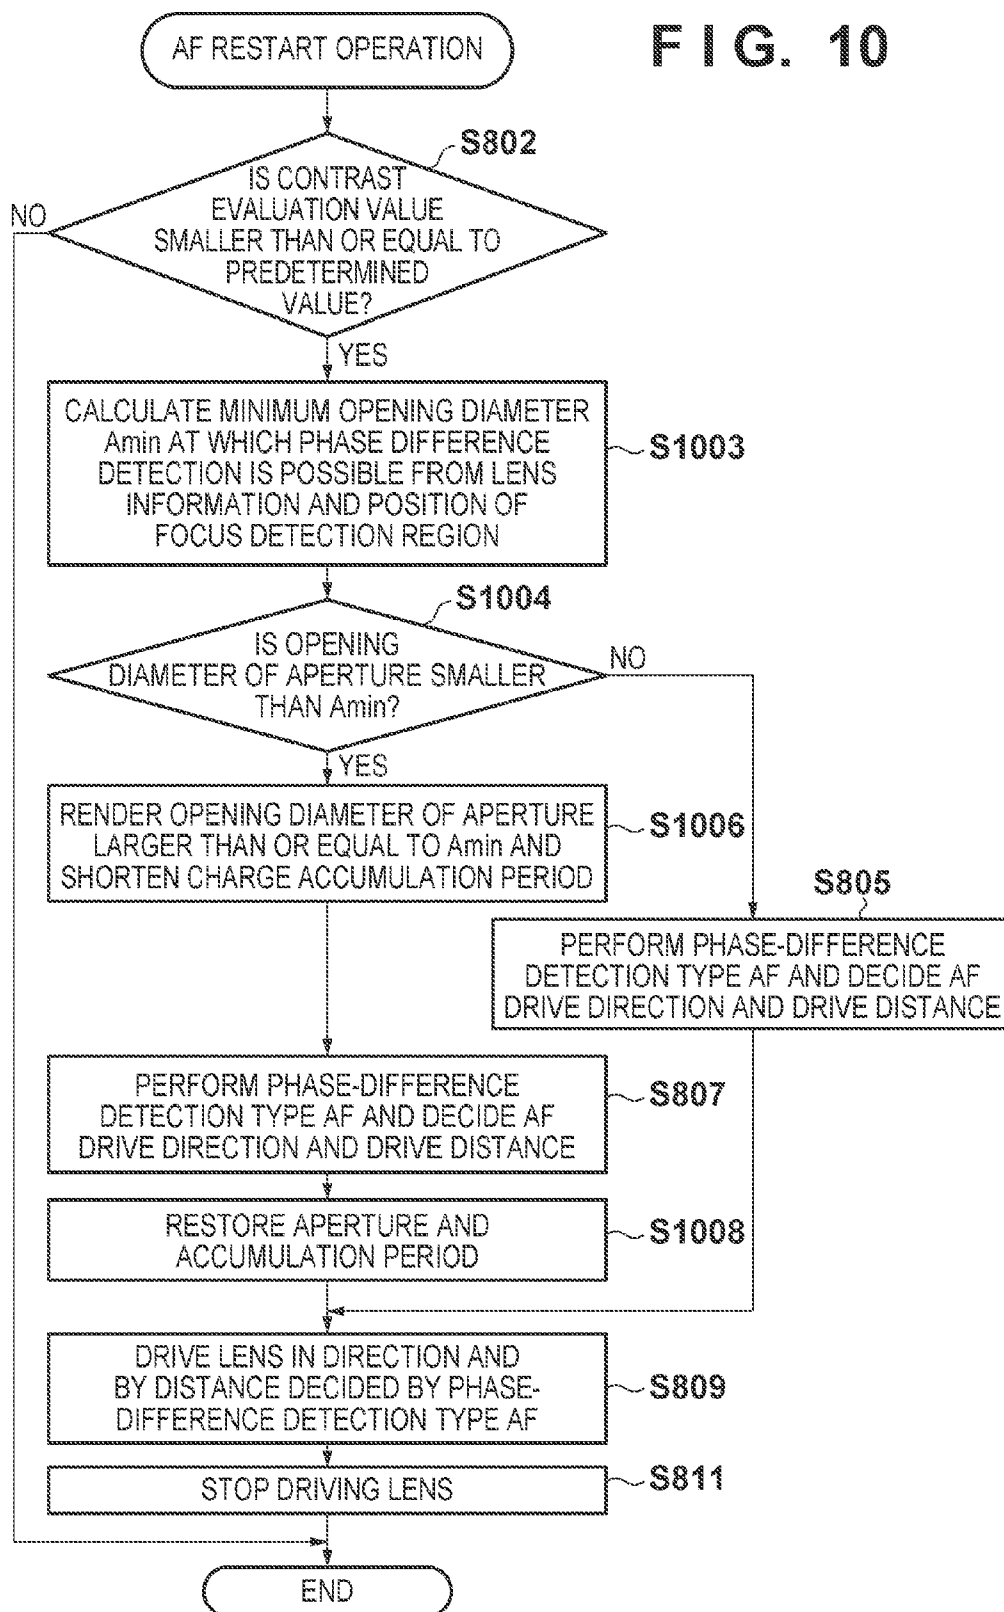 AF RESTART OPERATION
FIG. 10
S802
IS CONTRAST
EVALUATION VALUE
SMALLER THAN OR EQUAL TO
PREDETERMINED
VALUE?
NO
YES
CALCULATE MINIMUM OPENING DIAMETER
Amin AT WHICH PHASE DIFFERENCE
DETECTION IS POSSIBLE FROM LENS
INFORMATION AND POSITION OF
FOCUS DETECTION REGION
S1003
S1004
IS OPENING
DIAMETER OF APERTURE SMALLER
THAN Amin?
NO
YES
RENDER OPENING DIAMETER OF APERTURE
LARGER THAN OR EQUAL TO Amin AND
SHORTEN CHARGE ACCUMULATION PERIOD
S1006
S805
PERFORM PHASE-DIFFERENCE
DETECTION TYPE AF AND DECIDE AF
DRIVE DIRECTION AND DRIVE DISTANCE
PERFORM PHASE-DIFFERENCE
DETECTION TYPE AF AND DECIDE AF
DRIVE DIRECTION AND DRIVE DISTANCE
S807
RESTORE APERTURE AND
ACCUMULATION PERIOD
S1008
DRIVE LENS IN DIRECTION AND
BY DISTANCE DECIDED BY PHASE-
DIFFERENCE DETECTION TYPE AF
S809
STOP DRIVING LENS
S811
END